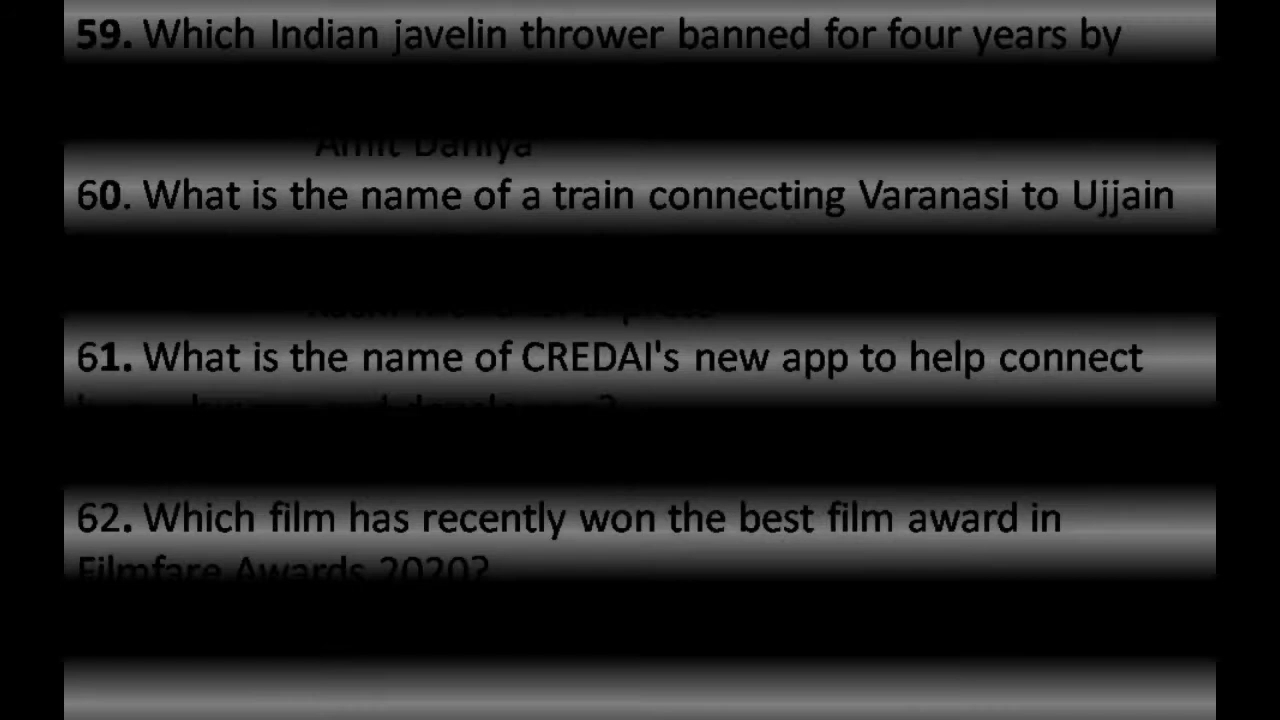 59. Which Indian javelin thrower banned for four years by
Amit Dahiya
60. What is the name of a train connecting Varanasi to Ujjain
61. What is the name of CREDAI's new app to help connect
62. Which film has recently won the best film award in
Filmfare Awards 2020?